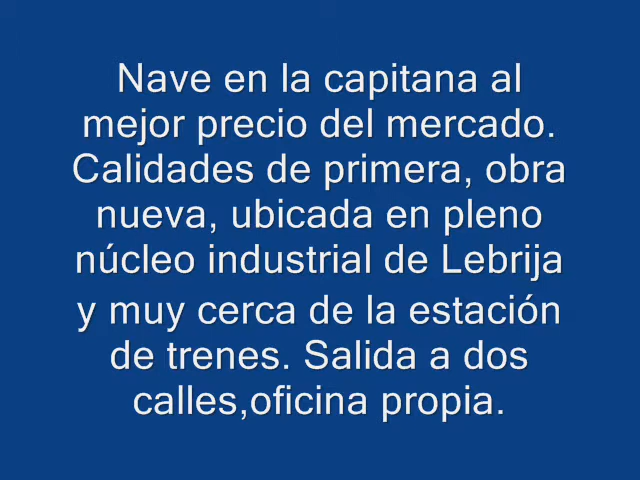 Nave en la capitana al
mejor precio del mercado.
Calidades de primera, obra
nueva, ubicada en pleno
núcleo industrial de Lebrija
y muy cerca de la estación
de trenes. Salida a dos
calles,oficina propia.